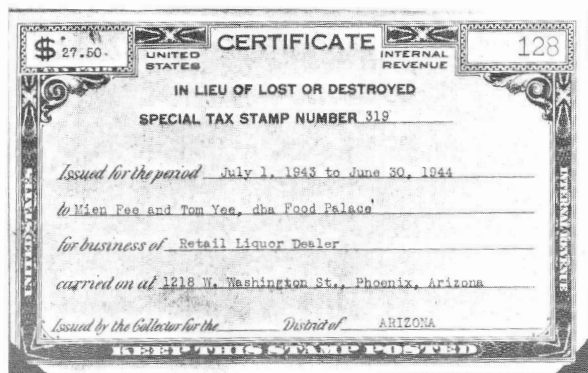 $ 27.50
UNITED STATES
CERTIFICATE
INTERNAL REVENUE
128
IN LIEU OF LOST OR DESTROYED
SPECIAL TAX STAMP NUMBER 319
Issued for the period July 1, 1943 to June 30, 1944
to Mien Fee and Tom Yee, dba Food Palace
for business of Retail Liquor Dealer
carried on at 1218 W. Washington St., Phoenix, Arizona
Issued by the Collector for the District of ARIZONA
KEEP THIS STAMP POSTED